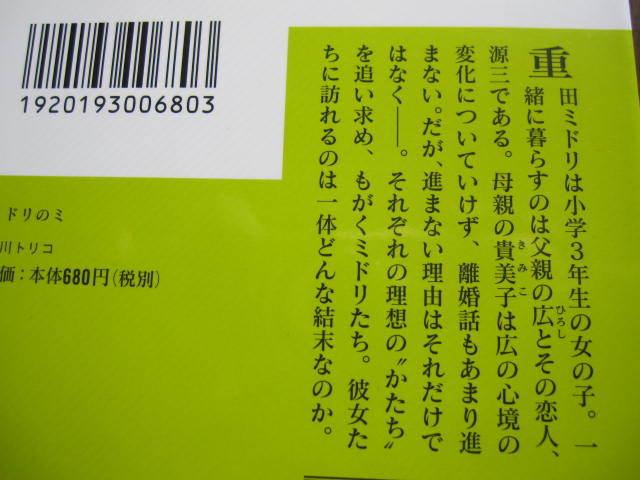 1920193006803
ドリのミ
川トリコ
価：本体680円（税別）
重田ミドリは小学3年生の女の子。一
緒に暮らすのは父親の広とその恋人、
ひろし
源三である。母親の貴美子は広の心境の
きみこ
変化についていけず、離婚話もあまり進
まない。だが、進まない理由はそれだけで
はなく――。それぞれの理想の〝かたち〟
を追い求め、もがくミドリたち。彼女た
ちに訪れるのは一体どんな結末なのか。